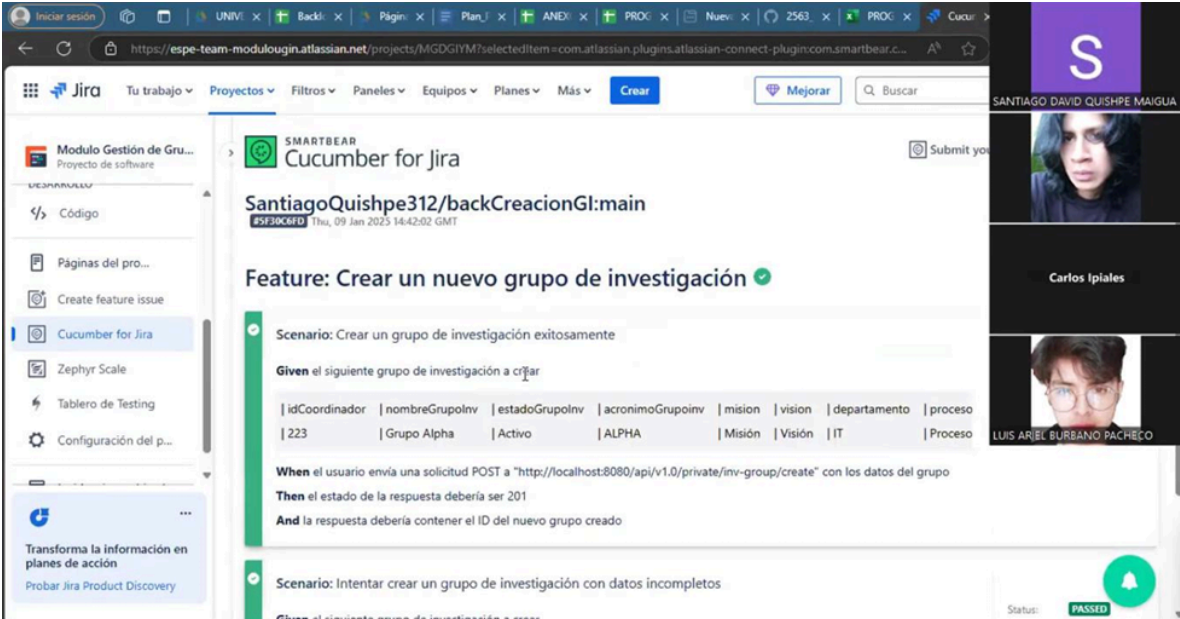 Iniciar sesión
UNIVE
Backl
Págin
Plan_
ANEX
PROG
Nueva
2563_
PROG
Cucur
https://espe-team-modulougin.atlassian.net/projects/MGDGIYM?selectedItem=com.atlassian.plugins.atlassian-connect-plugin:com.smartbear.c...
Jira
Tu trabajo
Proyectos
Filtros
Paneles
Equipos
Planes
Más
Crear
Mejorar
Buscar
S
SANTIAGO DAVID QUISHPE MAIGUA
Modulo Gestión de Gru...
Proyecto de software
DESARROLLO
Código
Páginas del pro...
Create feature issue
Cucumber for Jira
Zephyr Scale
Tablero de Testing
Configuración del p...
Transforma la información en
planes de acción
Probar Jira Product Discovery
SMARTBEAR
Cucumber for Jira
Submit you
SantiagoQuishpe312/backCreacionGI:main
#5F30C6FD Thu, 09 Jan 2025 14:42:02 GMT
Feature: Crear un nuevo grupo de investigación
Scenario: Crear un grupo de investigación exitosamente
Given el siguiente grupo de investigación a crear
| idCoordinador | nombreGrupoInv | estadoGrupoInv | acronimoGrupoinv | mision | vision | departamento | proceso
| 223 | Grupo Alpha | Activo | ALPHA | Misión | Visión | IT | Proceso
When el usuario envía una solicitud POST a "http://localhost:8080/api/v1.0/private/inv-group/create" con los datos del grupo
Then el estado de la respuesta debería ser 201
And la respuesta debería contener el ID del nuevo grupo creado
Scenario: Intentar crear un grupo de investigación con datos incompletos
Given el siguiente grupo de investigación a crear
Status: PASSED
Carlos Ipiales
LUIS ARIEL BURBANO PACHECO